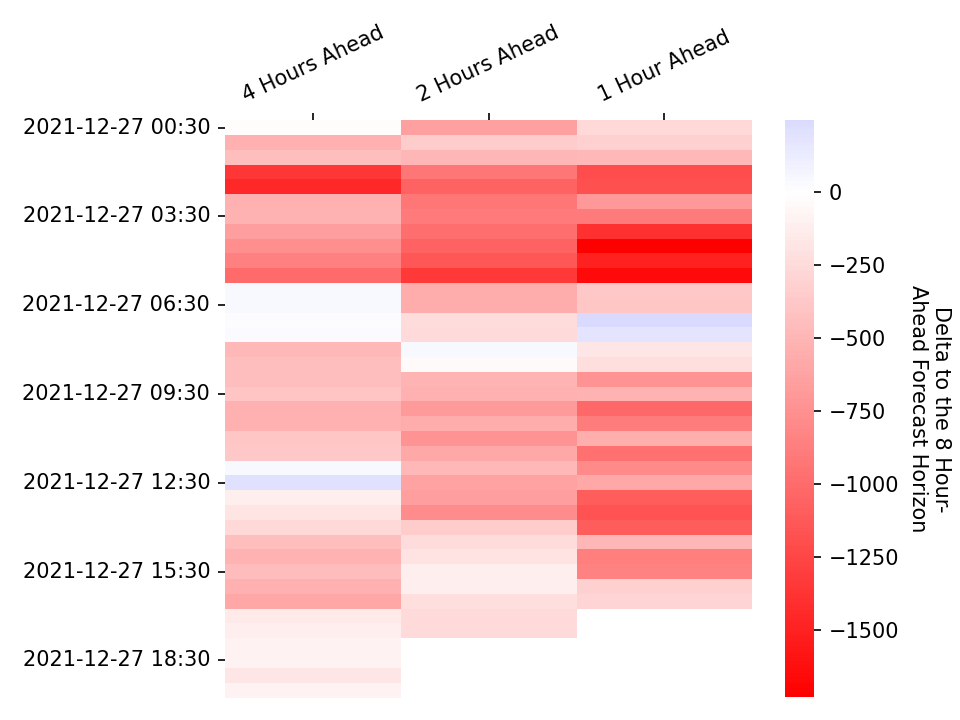 4 Hours Ahead
2 Hours Ahead
1 Hour Ahead
2021-12-27 00:30
2021-12-27 03:30
2021-12-27 06:30
2021-12-27 09:30
2021-12-27 12:30
2021-12-27 15:30
2021-12-27 18:30
0
−250
−500
−750
−1000
−1250
−1500
Delta to the 8 Hour-
Ahead Forecast Horizon